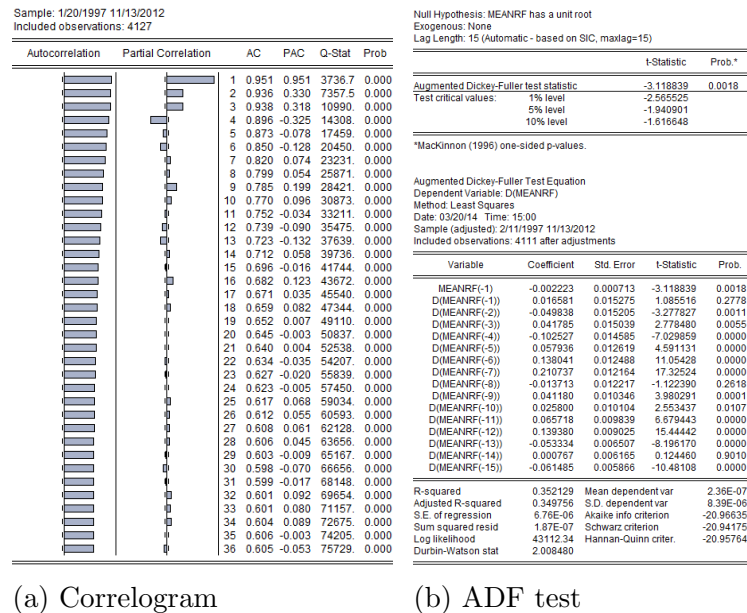 Sample: 1/20/1997 11/13/2012
Included observations: 4127
Autocorrelation Partial Correlation AC PAC Q-Stat Prob
1 0.951 0.951 3736.7 0.000
2 0.936 0.330 7357.5 0.000
3 0.938 0.318 10990. 0.000
4 0.896 -0.325 14308. 0.000
5 0.873 -0.078 17459. 0.000
6 0.850 -0.128 20450. 0.000
7 0.820 0.074 23231. 0.000
8 0.799 0.054 25871. 0.000
9 0.785 0.199 28421. 0.000
10 0.770 0.096 30873. 0.000
11 0.752 -0.034 33211. 0.000
12 0.739 -0.090 35475. 0.000
13 0.723 -0.132 37639. 0.000
14 0.712 0.058 39736. 0.000
15 0.696 -0.016 41744. 0.000
16 0.682 0.123 43672. 0.000
17 0.671 0.035 45540. 0.000
18 0.659 0.082 47344. 0.000
19 0.652 0.007 49110. 0.000
20 0.645 -0.003 50837. 0.000
21 0.640 0.004 52538. 0.000
22 0.634 -0.035 54207. 0.000
23 0.627 -0.020 55839. 0.000
24 0.623 -0.005 57450. 0.000
25 0.617 0.068 59034. 0.000
26 0.612 0.055 60593. 0.000
27 0.608 0.061 62128. 0.000
28 0.606 0.045 63656. 0.000
29 0.603 -0.009 65167. 0.000
30 0.598 -0.070 66656. 0.000
31 0.599 -0.017 68148. 0.000
32 0.601 0.092 69654. 0.000
33 0.601 0.080 71157. 0.000
34 0.604 0.089 72675. 0.000
35 0.606 -0.003 74205. 0.000
36 0.605 -0.053 75729. 0.000
(a) Correlogram
Null Hypothesis: MEANRF has a unit root
Exogenous: None
Lag Length: 15 (Automatic - based on SIC, maxlag=15)
t-Statistic Prob.*
Augmented Dickey-Fuller test statistic -3.118839 0.0018
Test critical values: 1% level -2.565525
5% level -1.940901
10% level -1.616648
*MacKinnon (1996) one-sided p-values.
Augmented Dickey-Fuller Test Equation
Dependent Variable: D(MEANRF)
Method: Least Squares
Date: 03/20/14 Time: 15:00
Sample (adjusted): 2/11/1997 11/13/2012
Included observations: 4111 after adjustments
Variable Coefficient Std. Error t-Statistic Prob.
MEANRF(-1) -0.002223 0.000713 -3.118839 0.0018
D(MEANRF(-1)) 0.016581 0.015275 1.085516 0.2778
D(MEANRF(-2)) -0.049838 0.015205 -3.277827 0.0011
D(MEANRF(-3)) 0.041785 0.015039 2.778480 0.0055
D(MEANRF(-4)) -0.102527 0.014585 -7.029859 0.0000
D(MEANRF(-5)) 0.057936 0.012619 4.591131 0.0000
D(MEANRF(-6)) 0.138041 0.012488 11.05428 0.0000
D(MEANRF(-7)) 0.210737 0.012164 17.32524 0.0000
D(MEANRF(-8)) -0.013713 0.012217 -1.122390 0.2618
D(MEANRF(-9)) 0.041180 0.010346 3.980291 0.0001
D(MEANRF(-10)) 0.025800 0.010104 2.553437 0.0107
D(MEANRF(-11)) 0.065718 0.009839 6.679443 0.0000
D(MEANRF(-12)) 0.139380 0.009025 15.44442 0.0000
D(MEANRF(-13)) -0.053334 0.006507 -8.196170 0.0000
D(MEANRF(-14)) 0.000767 0.006165 0.124460 0.9010
D(MEANRF(-15)) -0.061485 0.005866 -10.48108 0.0000
R-squared 0.352129 Mean dependent var 2.36E-07
Adjusted R-squared 0.349756 S.D. dependent var 8.39E-06
S.E. of regression 6.76E-06 Akaike info criterion -20.96635
Sum squared resid 1.87E-07 Schwarz criterion -20.94175
Log likelihood 43112.34 Hannan-Quinn criter. -20.95764
Durbin-Watson stat 2.008480
(b) ADF test